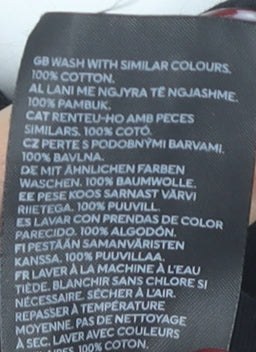 GB WASH WITH SIMILAR COLOURS.
100% COTTON.
AL LANI ME NGJYRA TË NGJASHME.
100% PAMBUK.
CAT RENTEU-HO AMB PECES
SIMILARS. 100% COTÓ.
CZ PERTE S PODOBNÝMI BARVAMI.
100% BAVLNA.
DE MIT ÄHNLICHEN FARBEN
WASCHEN. 100% BAUMWOLLE.
EE PESE KOOS SARNAST VÄRVI
RIIETEGA. 100% PUUVILL.
ES LAVAR CON PRENDAS DE COLOR
PARECIDO. 100% ALGODÓN.
FI PESTÄÄN SAMANVÄRISTEN
KANSSA. 100% PUUVILLAA.
FR LAVER À LA MACHINE À L'EAU
TIÈDE. BLANCHIR SANS CHLORE SI
NÉCESSAIRE. SÉCHER À L'AIR.
REPASSER À TEMPÉRATURE
MOYENNE. PAS DE NETTOYAGE
À SEC. LAVER AVEC COULEURS
100% COTON.